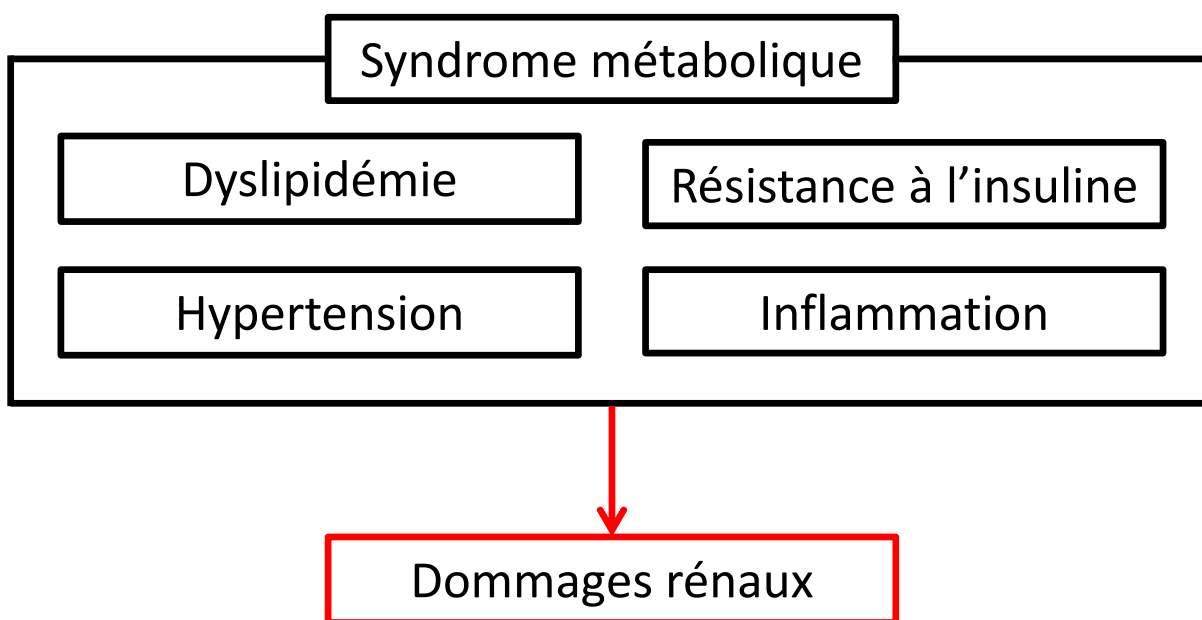 Syndrome métabolique
Dyslipidémie
Résistance à l’insuline
Hypertension
Inflammation
Dommages rénaux